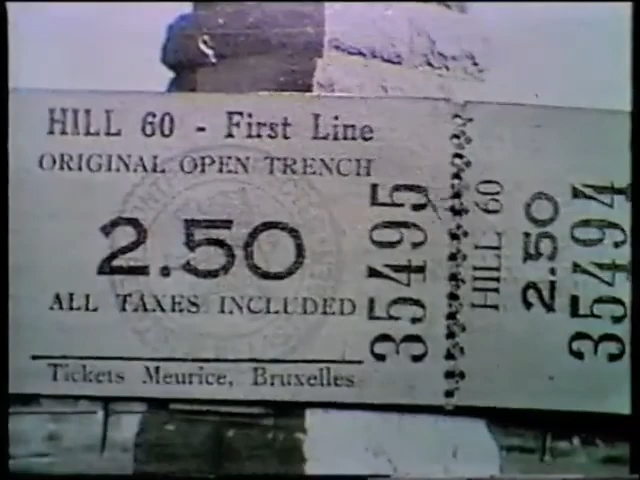 HILL 60 - First Line
ORIGINAL OPEN TRENCH
2.50
ALL TAXES INCLUDED
Tickets Meurice, Bruxelles
35495
HILL 60
2.50
35494